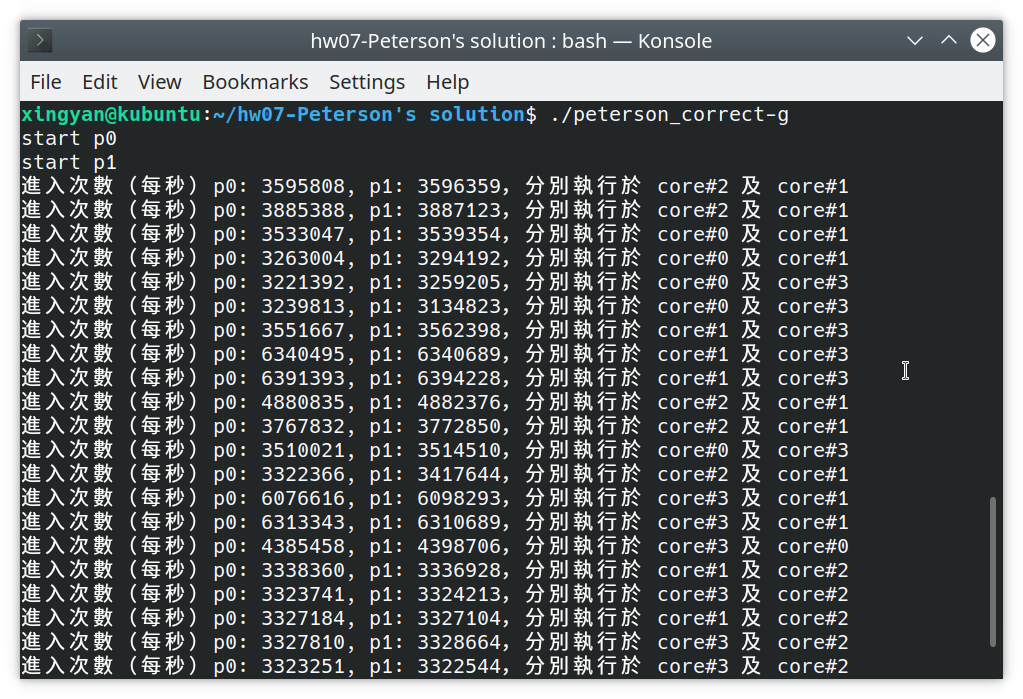 hw07-Peterson's solution : bash — Konsole
File Edit View Bookmarks Settings Help
xingyan@kubuntu:~/hw07-Peterson's solution$ ./peterson_correct-g
start p0
start p1
進入次數（每秒）p0: 3595808, p1: 3596359, 分別執行於 core#2 及 core#1
進入次數（每秒）p0: 3885388, p1: 3887123, 分別執行於 core#2 及 core#1
進入次數（每秒）p0: 3533047, p1: 3539354, 分別執行於 core#0 及 core#1
進入次數（每秒）p0: 3263004, p1: 3294192, 分別執行於 core#0 及 core#1
進入次數（每秒）p0: 3221392, p1: 3259205, 分別執行於 core#0 及 core#3
進入次數（每秒）p0: 3239813, p1: 3134823, 分別執行於 core#0 及 core#3
進入次數（每秒）p0: 3551667, p1: 3562398, 分別執行於 core#1 及 core#3
進入次數（每秒）p0: 6340495, p1: 6340689, 分別執行於 core#1 及 core#3
進入次數（每秒）p0: 6391393, p1: 6394228, 分別執行於 core#1 及 core#3
進入次數（每秒）p0: 4880835, p1: 4882376, 分別執行於 core#2 及 core#1
進入次數（每秒）p0: 3767832, p1: 3772850, 分別執行於 core#2 及 core#1
進入次數（每秒）p0: 3510021, p1: 3514510, 分別執行於 core#0 及 core#3
進入次數（每秒）p0: 3322366, p1: 3417644, 分別執行於 core#2 及 core#1
進入次數（每秒）p0: 6076616, p1: 6098293, 分別執行於 core#3 及 core#1
進入次數（每秒）p0: 6313343, p1: 6310689, 分別執行於 core#3 及 core#1
進入次數（每秒）p0: 4385458, p1: 4398706, 分別執行於 core#3 及 core#0
進入次數（每秒）p0: 3338360, p1: 3336928, 分別執行於 core#1 及 core#2
進入次數（每秒）p0: 3323741, p1: 3324213, 分別執行於 core#3 及 core#2
進入次數（每秒）p0: 3327184, p1: 3327104, 分別執行於 core#1 及 core#2
進入次數（每秒）p0: 3327810, p1: 3328664, 分別執行於 core#3 及 core#2
進入次數（每秒）p0: 3323251, p1: 3322544, 分別執行於 core#3 及 core#2